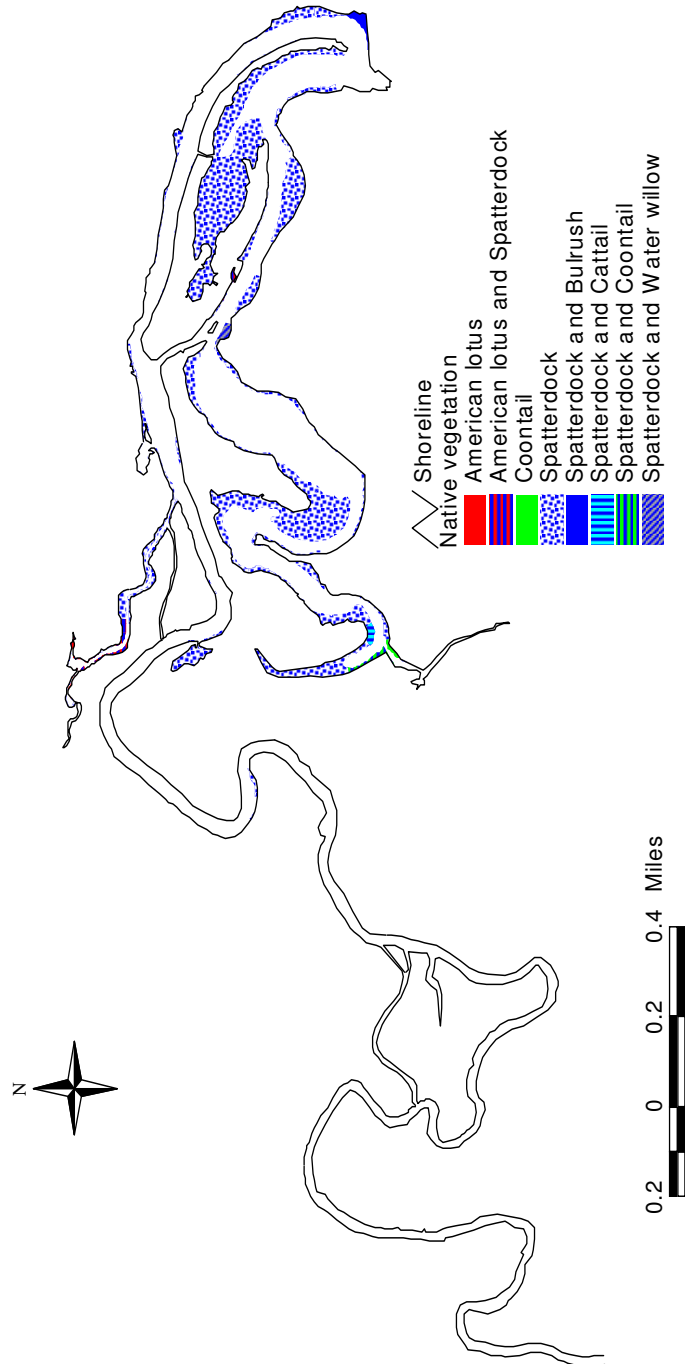 N
Shoreline
Native vegetation
American lotus
American lotus and Spatterdock
Coontail
Spatterdock
Spatterdock and Bulrush
Spatterdock and Cattail
Spatterdock and Coontail
Spatterdock and Water willow
0.2 0 0.2 0.4 Miles